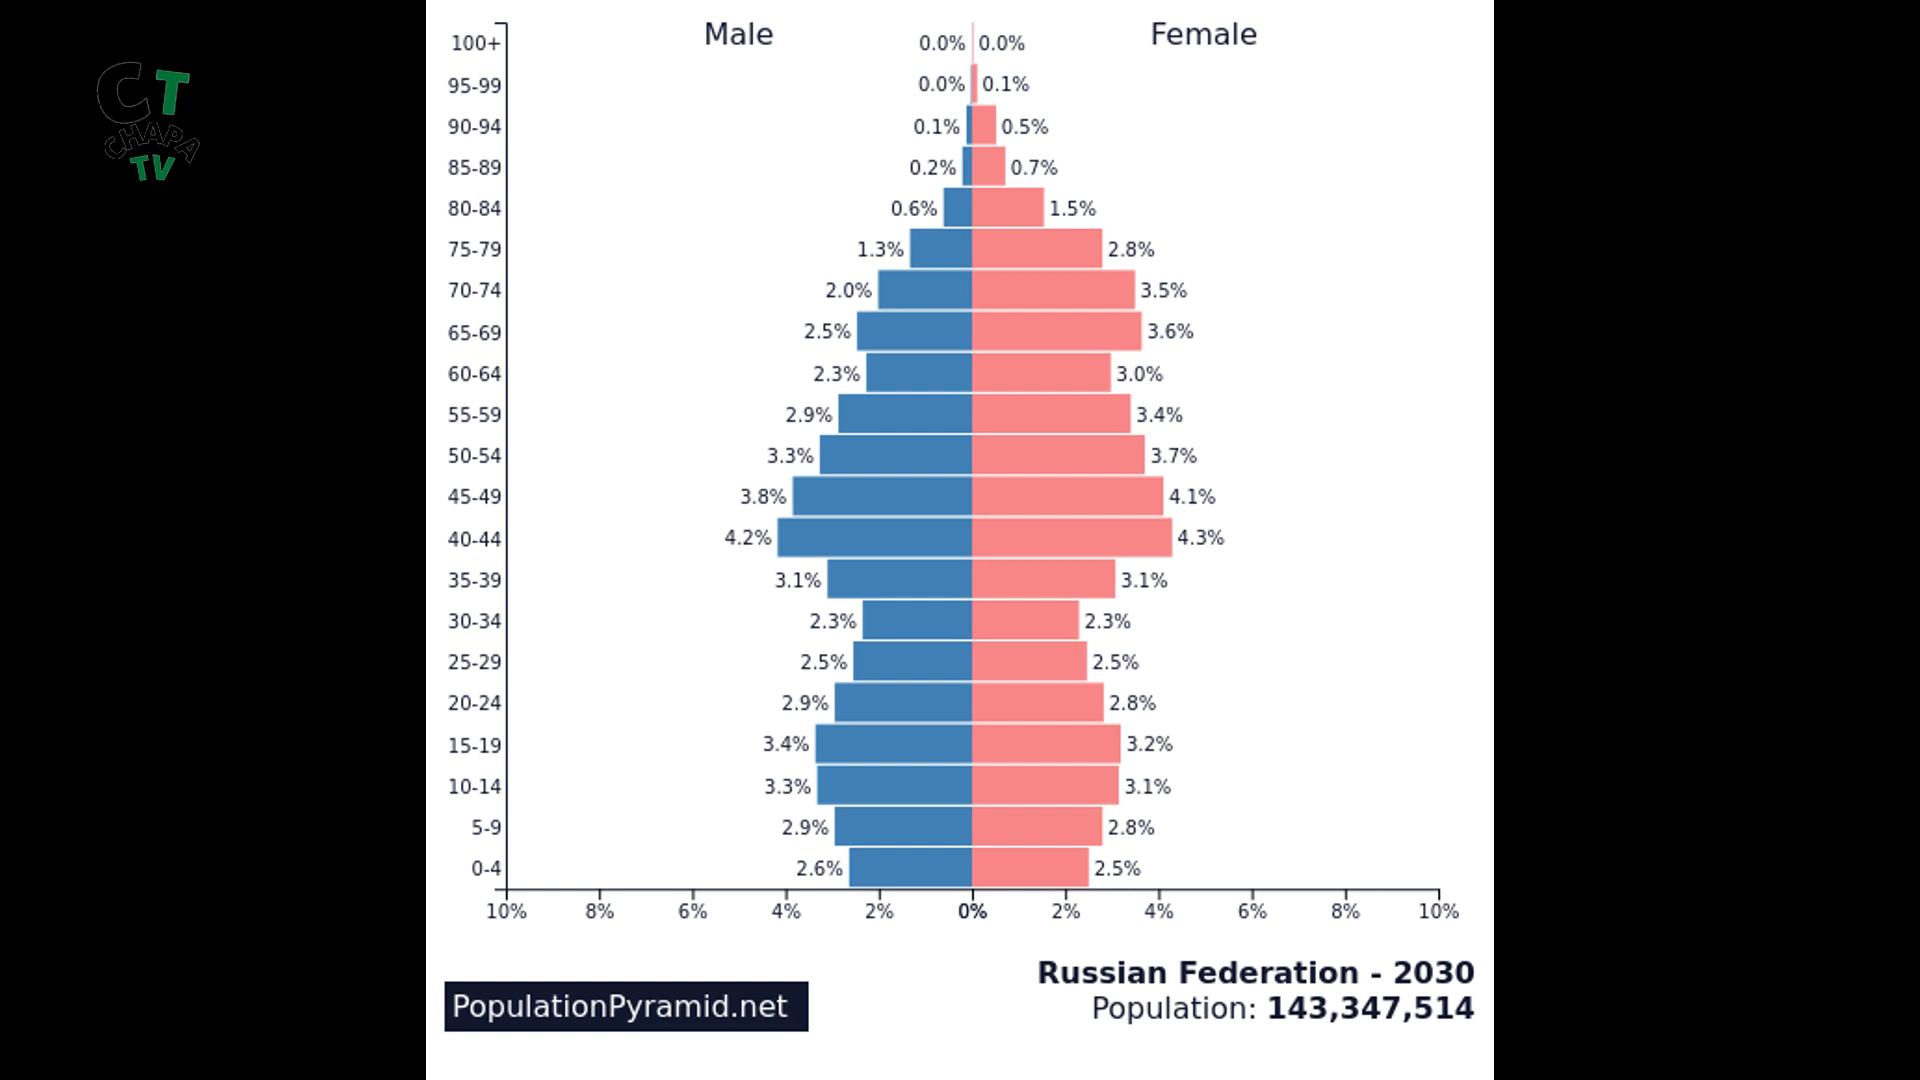 CT
CHAPA
TV
Male Female
100+ 0.0% 0.0%
95-99 0.0% 0.1%
90-94 0.1% 0.5%
85-89 0.2% 0.7%
80-84 0.6% 1.5%
75-79 1.3% 2.8%
70-74 2.0% 3.5%
65-69 2.5% 3.6%
60-64 2.3% 3.0%
55-59 2.9% 3.4%
50-54 3.3% 3.7%
45-49 3.8% 4.1%
40-44 4.2% 4.3%
35-39 3.1% 3.1%
30-34 2.3% 2.3%
25-29 2.5% 2.5%
20-24 2.9% 2.8%
15-19 3.4% 3.2%
10-14 3.3% 3.1%
5-9 2.9% 2.8%
0-4 2.6% 2.5%
10% 8% 6% 4% 2% 0% 2% 4% 6% 8% 10%
Russian Federation - 2030
Population: 143,347,514
PopulationPyramid.net